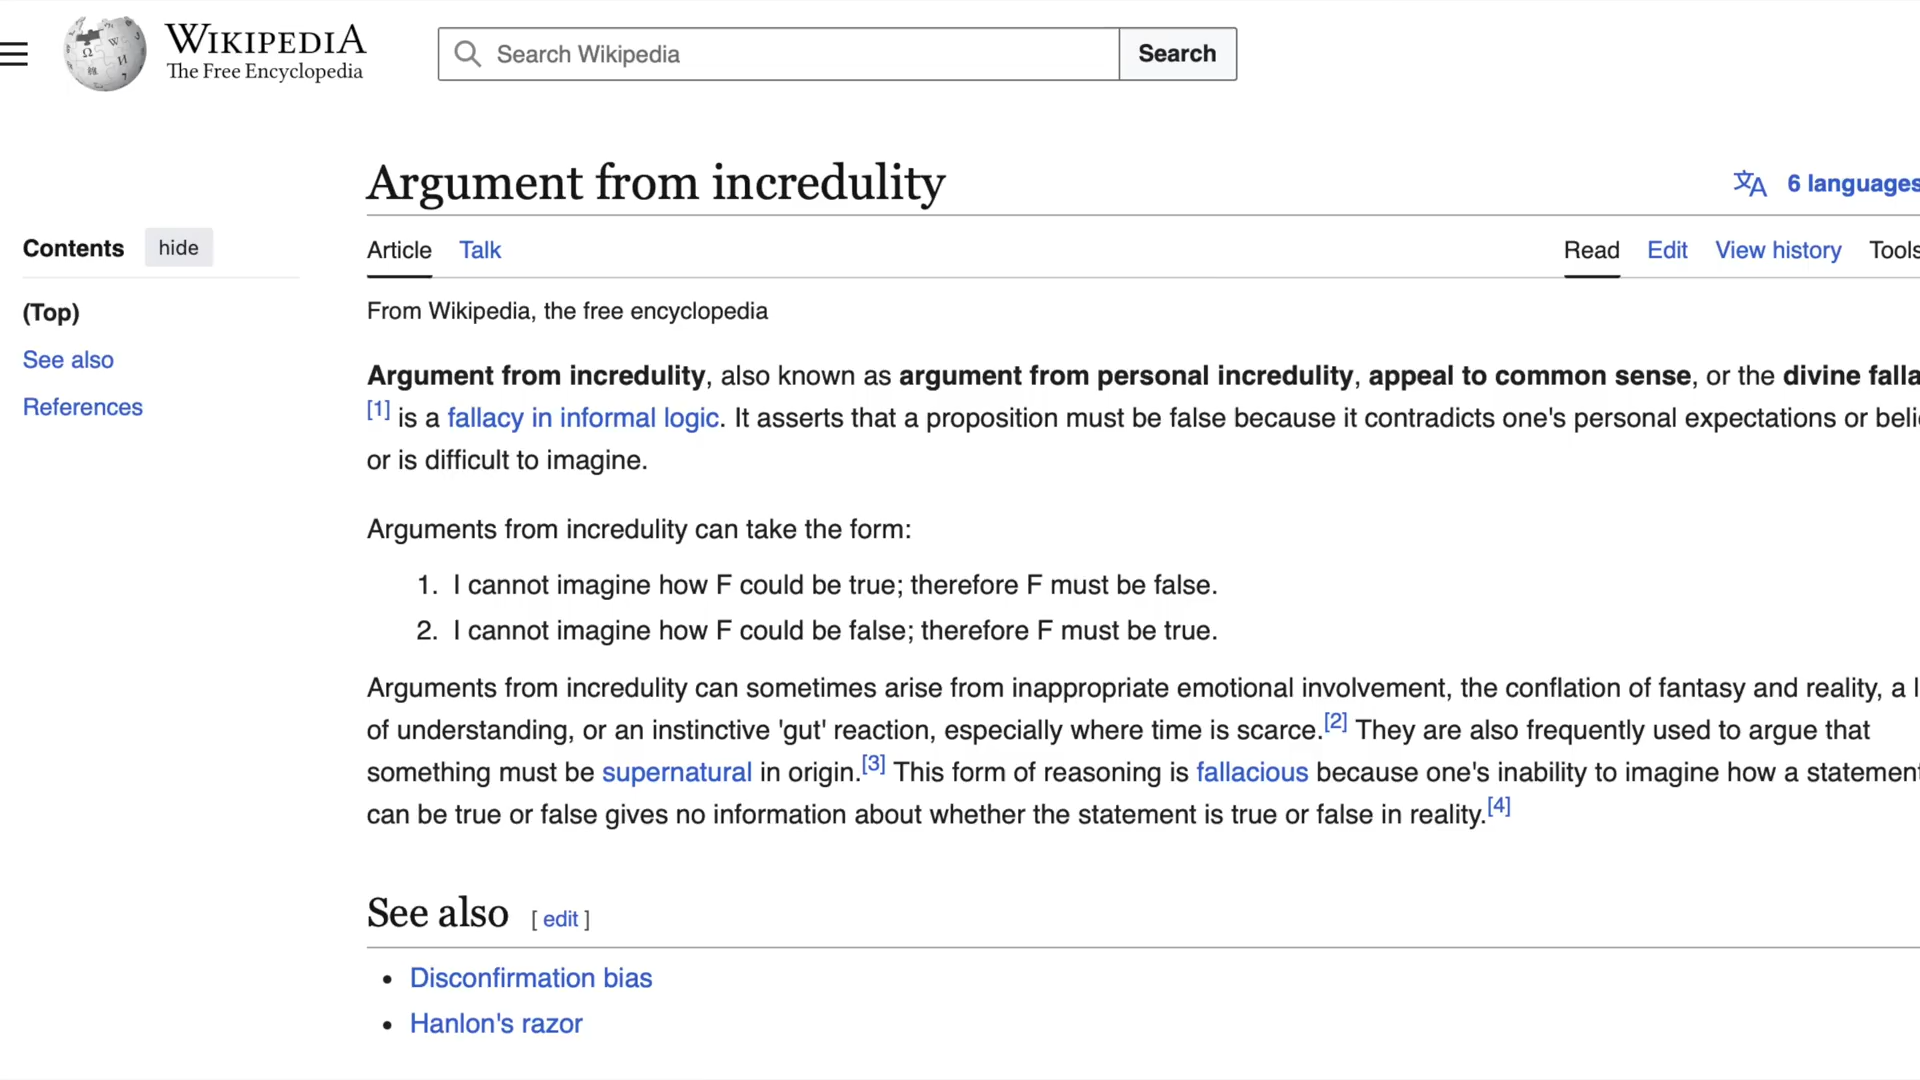 WIKIPEDIA
The Free Encyclopedia
Search Wikipedia
Search
Argument from incredulity
6 languages
Contents
hide
Article
Talk
Read
Edit
View history
Tools
(Top)
See also
References
From Wikipedia, the free encyclopedia
Argument from incredulity, also known as argument from personal incredulity, appeal to common sense, or the divine falla
[1] is a fallacy in informal logic. It asserts that a proposition must be false because it contradicts one's personal expectations or beli
or is difficult to imagine.
Arguments from incredulity can take the form:
1. I cannot imagine how F could be true; therefore F must be false.
2. I cannot imagine how F could be false; therefore F must be true.
Arguments from incredulity can sometimes arise from inappropriate emotional involvement, the conflation of fantasy and reality, a l
of understanding, or an instinctive 'gut' reaction, especially where time is scarce.[2] They are also frequently used to argue that
something must be supernatural in origin.[3] This form of reasoning is fallacious because one's inability to imagine how a statement
can be true or false gives no information about whether the statement is true or false in reality.[4]
See also [ edit ]
• Disconfirmation bias
• Hanlon's razor